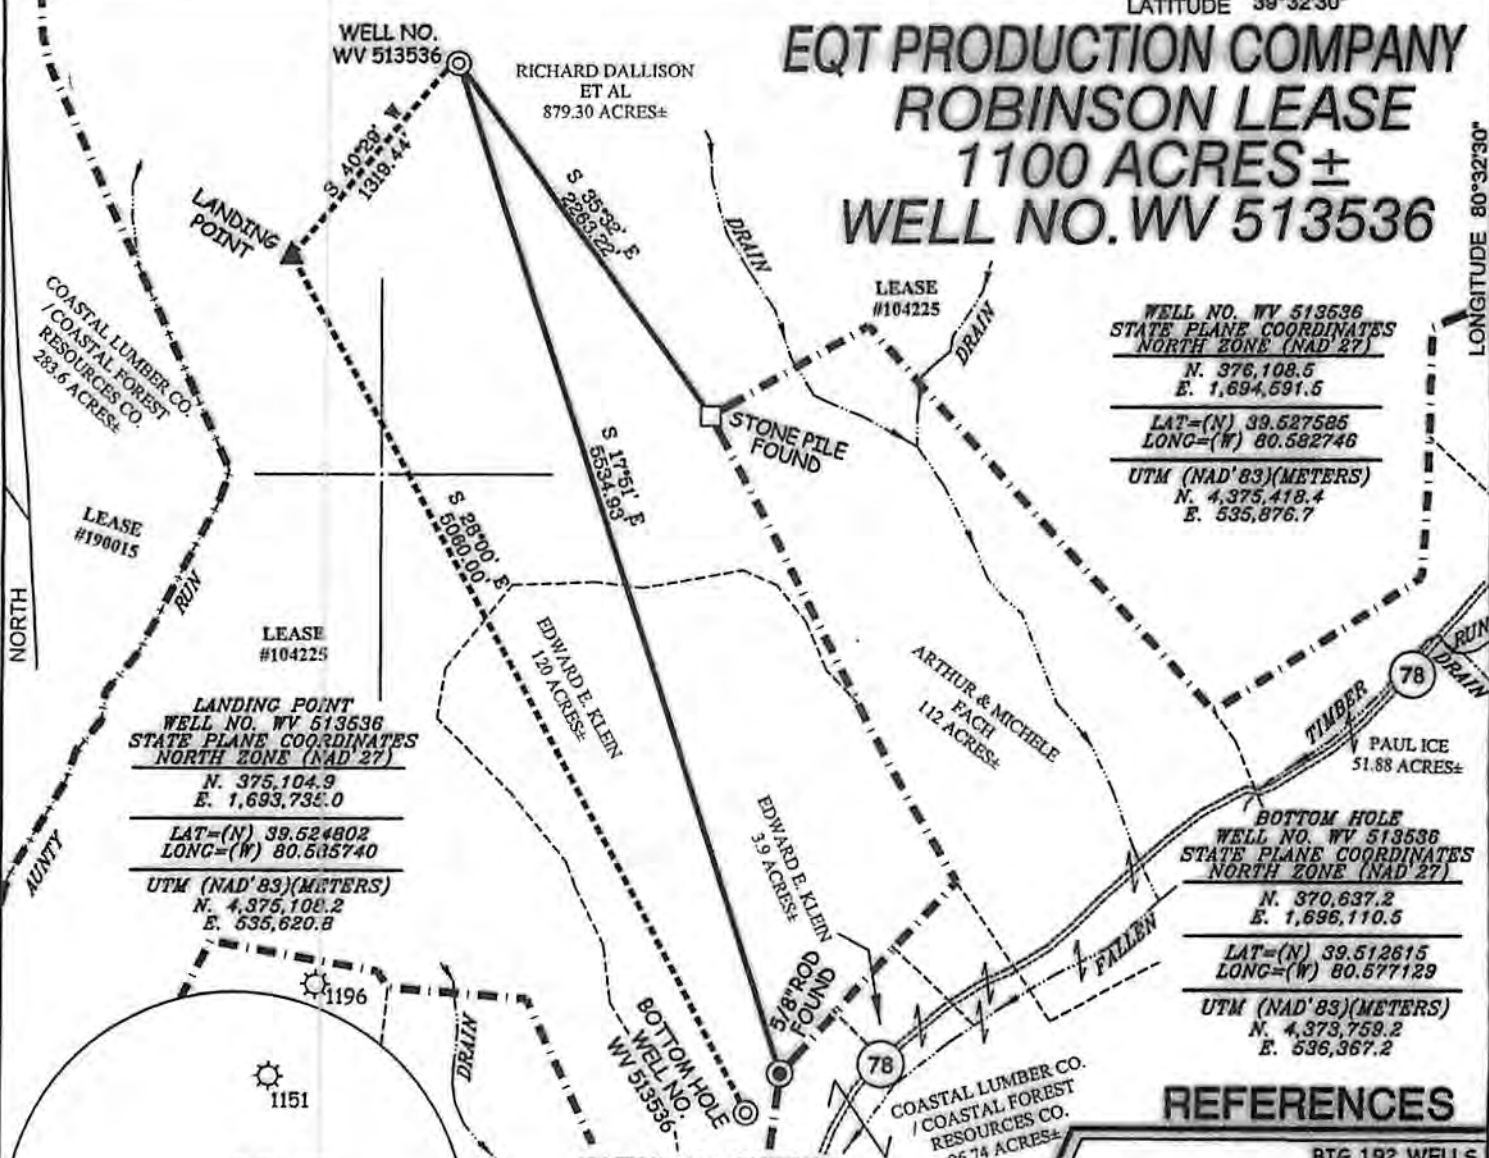 LATITUDE 39°32'30"
EQT PRODUCTION COMPANY
ROBINSON LEASE
1100 ACRES±
WELL NO. WV 513536
LONGITUDE 80°32'30"
WELL NO.
WV 513536
RICHARD DALLISON
ET AL
879.30 ACRES±
S 40°29' W
1319.44'
LANDING
POINT
S 35°32' E
2263.22'
DRAIN
LEASE
#104225
DRAIN
COASTAL LUMBER CO.
/ COASTAL FOREST
RESOURCES CO.
283.6 ACRES±
WELL NO. WV 513536
STATE PLANE COORDINATES
NORTH ZONE (NAD'27)
N. 376,108.5
E. 1,694,591.5
LAT=(N) 39.527585
LONG=(W) 80.582746
UTM (NAD'83)(METERS)
N. 4,375,418.4
E. 535,876.7
STONE PILE
FOUND
S 17°51' E
5534.93'
S 28°00' E
5060.00'
LEASE
#190015
NORTH
RUN
LEASE
#104225
EDWARD E. KLEIN
120 ACRES±
ARTHUR & MICHELE
FACH
112 ACRES±
RUN
DRAIN
78
TIMBER
PAUL ICE
51.88 ACRES±
LANDING POINT
WELL NO. WV 513536
STATE PLANE COORDINATES
NORTH ZONE (NAD'27)
N. 375,104.9
E. 1,693,735.0
LAT=(N) 39.524802
LONG=(W) 80.585740
UTM (NAD'83)(METERS)
N. 4,375,108.2
E. 535,620.8
AUNTY
EDWARD E. KLEIN
3.9 ACRES±
BOTTOM HOLE
WELL NO. WV 513536
STATE PLANE COORDINATES
NORTH ZONE (NAD'27)
N. 370,637.2
E. 1,696,110.5
LAT=(N) 39.512615
LONG=(W) 80.577129
UTM (NAD'83)(METERS)
N. 4,373,759.2
E. 536,367.2
FALLEN
5/8" ROD
FOUND
1196
DRAIN
1151
BOTTOM HOLE
WELL NO.
WV 513536
78
COASTAL LUMBER CO.
/ COASTAL FOREST
RESOURCES CO.
ACRES±
REFERENCES
WELLS